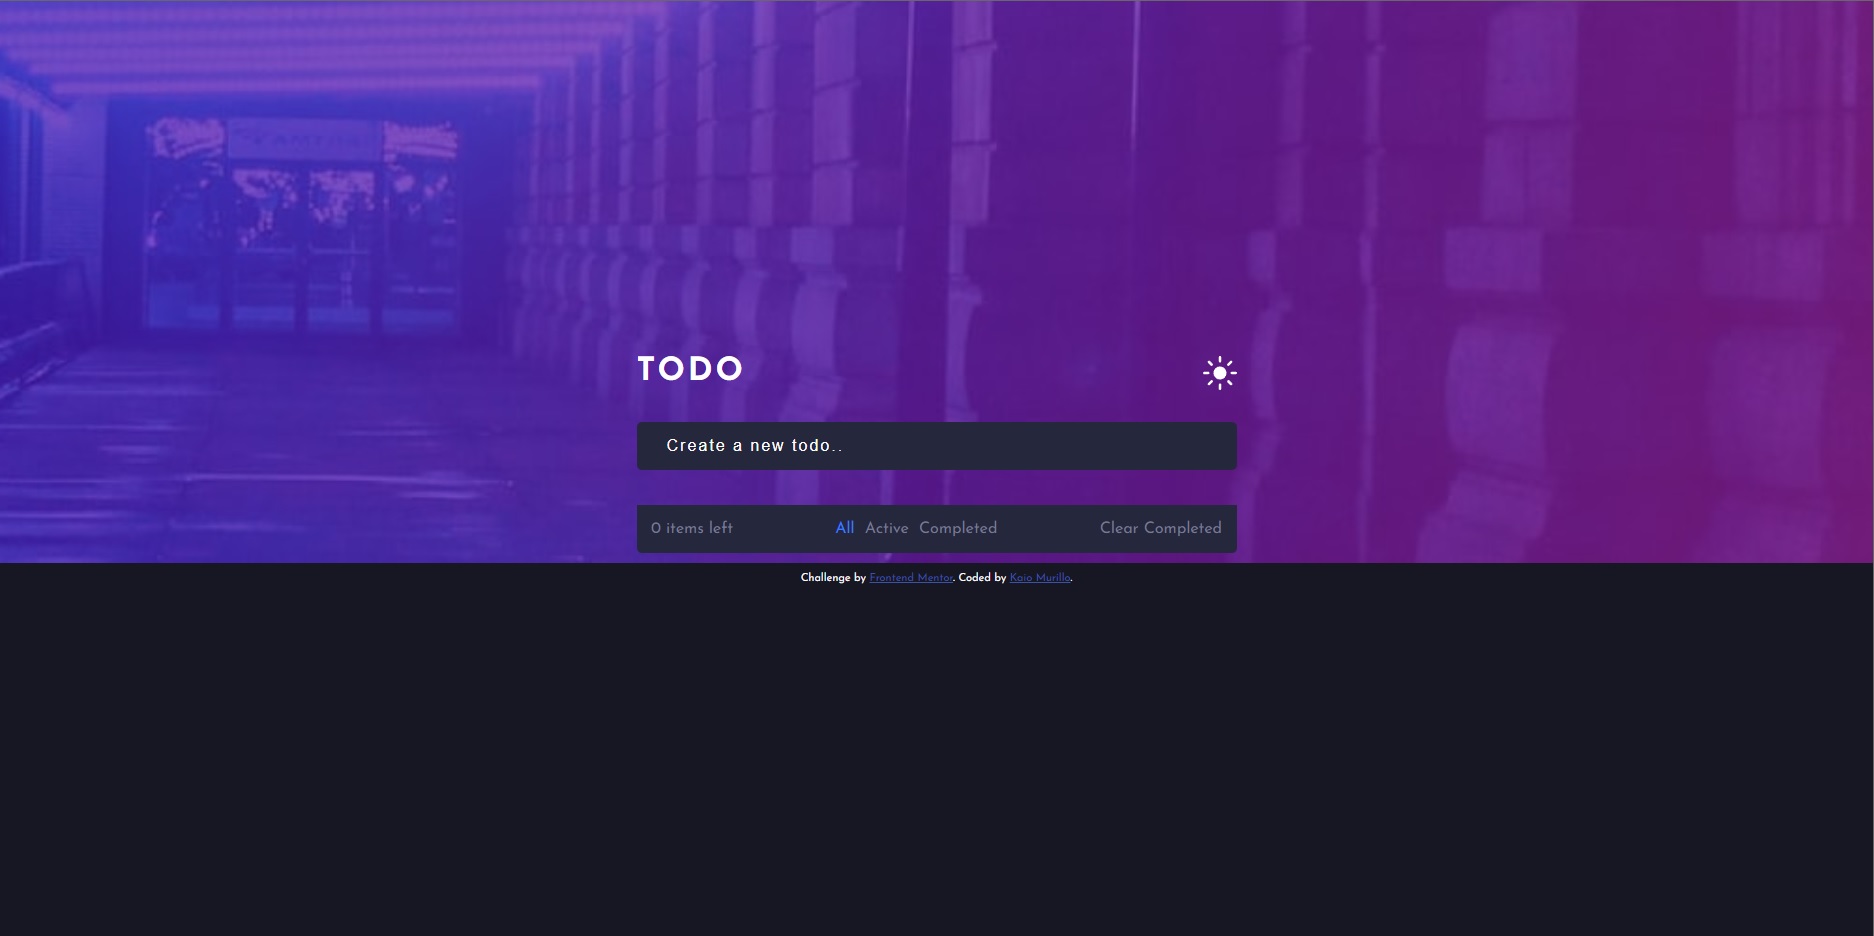 TODO
Create a new todo..
0 items left All Active Completed Clear Completed
Challenge by Frontend Mentor. Coded by Kaio Murillo.